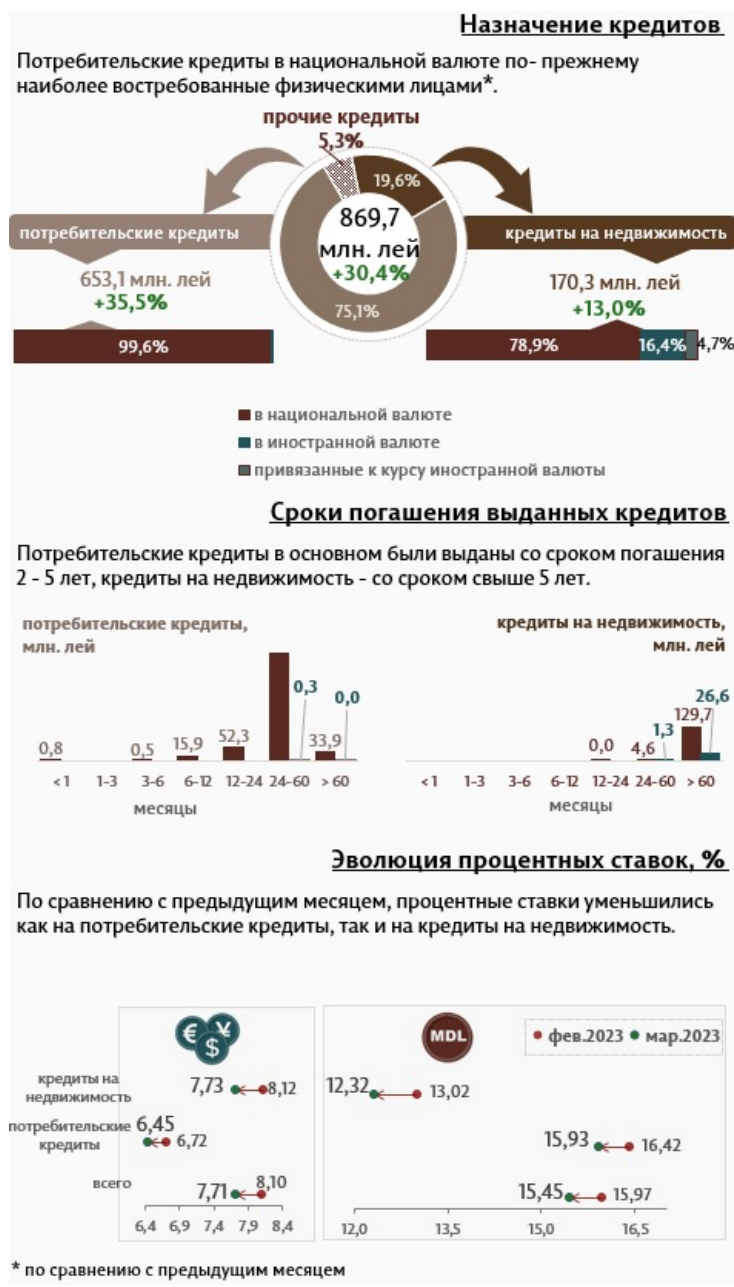 Назначение кредитов
Потребительские кредиты в национальной валюте по- прежнему
наиболее востребованные физическими лицами*.
прочие кредиты
5,3%
19,6%
869,7
млн. лей
+30,4%
75,1%
потребительские кредиты
653,1 млн. лей
+35,5%
99,6%
кредиты на недвижимость
170,3 млн. лей
+13,0%
78,9%
16,4%
4,7%
в национальной валюте
в иностранной валюте
привязанные к курсу иностранной валюты
Сроки погашения выданных кредитов
Потребительские кредиты в основном были выданы со сроком погашения
2 - 5 лет, кредиты на недвижимость - со сроком свыше 5 лет.
потребительские кредиты,
млн. лей
0,8 0,5 15,9 52,3 0,3 33,9 0,0
<1 1-3 3-6 6-12 12-24 24-60 >60
месяцы
кредиты на недвижимость,
млн. лей
0,0 4,6 1,3 129,7 26,6
<1 1-3 3-6 6-12 12-24 24-60 >60
месяцы
Эволюция процентных ставок, %
По сравнению с предыдущим месяцем, процентные ставки уменьшились
как на потребительские кредиты, так и на кредиты на недвижимость.
€ ¥ $
MDL
фев.2023 мар.2023
кредиты на
недвижимость
7,73 8,12
12,32 13,02
потребительские
кредиты
6,45
6,72
15,93 16,42
всего
7,71 8,10
15,45 15,97
6,4 6,9 7,4 7,9 8,4
12,0 13,5 15,0 16,5
* по сравнению с предыдущим месяцем